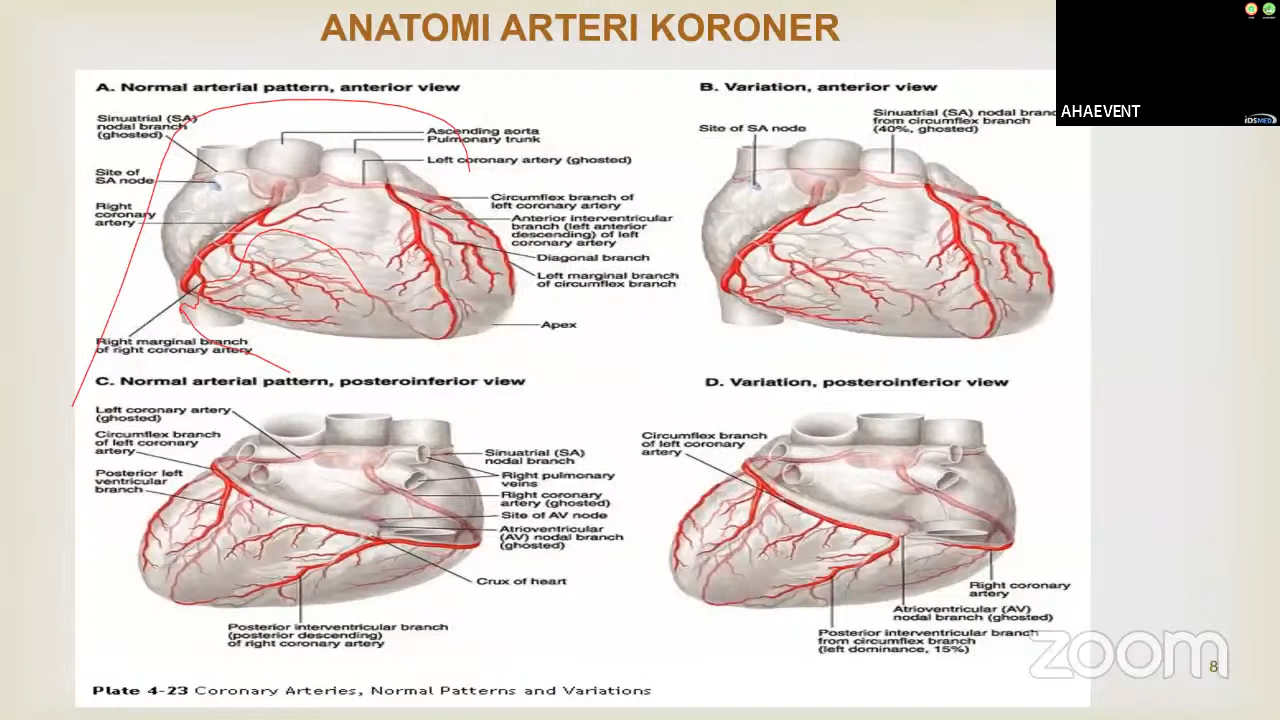 ANATOMI ARTERI KORONER
AHAEVENT
iDSMED
A. Normal arterial pattern, anterior view
Sinuatrial (SA)
nodal branch
(ghosted)
Site of
SA node
Right
coronary
artery
Right marginal branch
of right coronary artery
Ascending aorta
Pulmonary trunk
Left coronary artery (ghosted)
Circumflex branch of
left coronary artery
Anterior interventricular
branch (left anterior
descending) of left
coronary artery
Diagonal branch
Left marginal branch
of circumflex branch
Apex
B. Variation, anterior view
Site of SA node
Sinuatrial (SA) nodal branc
from circumflex branch
(40%, ghosted)
C. Normal arterial pattern, posteroinferior view
Left coronary artery
(ghosted)
Circumflex branch
of left coronary
artery
Posterior left
ventricular
branch
Sinuatrial (SA)
nodal branch
Right pulmonary
veins
Right coronary
artery (ghosted)
Site of AV node
Atrioventricular
(AV) nodal branch
(ghosted)
Crux of heart
Posterior interventricular branch
(posterior descending)
of right coronary artery
D. Variation, posteroinferior view
Circumflex branch
of left coronary
artery
Right coronary
artery
Atrioventricular (AV)
nodal branch (ghosted)
Posterior interventricular branch
from circumflex branch
(left dominance, 15%)
zoom
8
Plate 4-23 Coronary Arteries, Normal Patterns and Variations